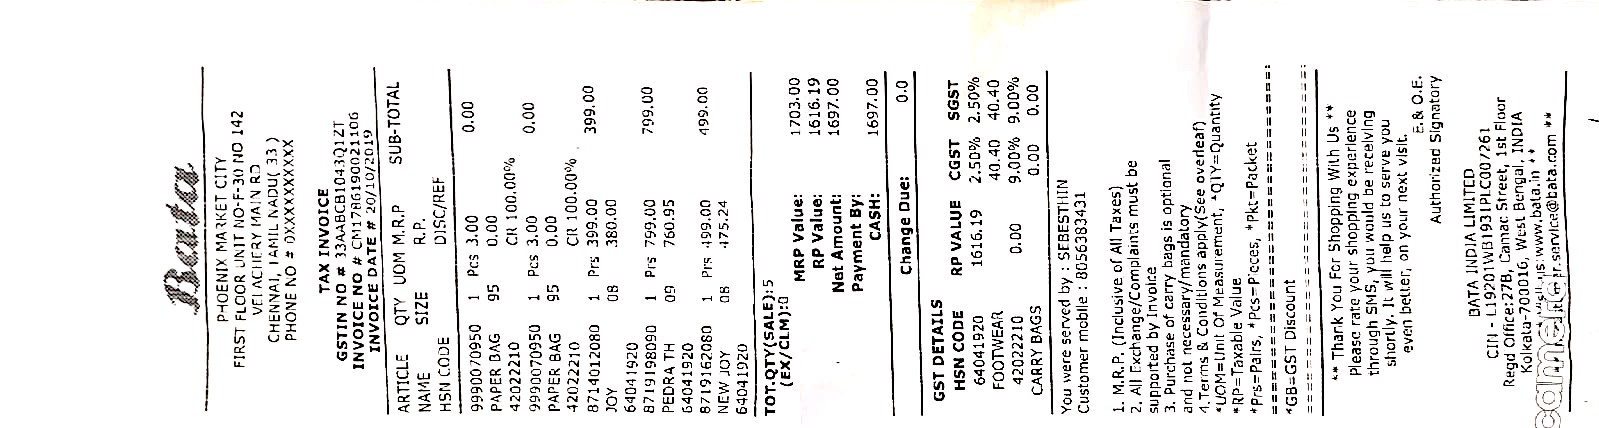 Bata
PHOENIX MARKET CITY
FIRST FLOOR UNIT NO-F-30 NO 142
VELACHERY MAIN RD
CHENNAI, TAMIL NADU( 33 )
PHONE NO # 0XXXXXXXXXX
TAX INVOICE
GSTIN NO # 33AABCB1043Q1ZT
INVOICE NO # CM1786190021106
INVOICE DATE # 20/10/2019
ARTICLE QTY UOM M.R.P SUB-TOTAL
NAME SIZE R.P.
HSN CODE DISC/REF
9990070950 1 Pcs 3.00 0.00
PAPER BAG 95 0.00
42022210 CR 100.00%
9990070950 1 Pcs 3.00 0.00
PAPER BAG 95 0.00
42022210 CR 100.00%
8714012080 1 Prs 399.00 399.00
JOY 08 380.00
64041920
8719198090 1 Prs 799.00 799.00
PEDRA TH 09 760.95
64041920
8719162080 1 Prs 499.00 499.00
NEW JOY 08 475.24
64041920
TOT.QTY(SALE):5
(EX/CLM):0
MRP Value: 1703.00
RP Value: 1616.19
Net Amount: 1697.00
Payment By:
CASH: 1697.00
Change Due: 0.0
GST DETAILS
HSN CODE RP VALUE CGST SGST
64041920 1616.19 2.50% 2.50%
FOOTWEAR 40.40 40.40
42022210 0.00 9.00% 9.00%
CARRY BAGS 0.00 0.00
You were served by : SEBESTHIN
Customer mobile : 8056383431
1. M.R.P. (Inclusive of All Taxes)
2. All Exchange/Complaints must be
supported by Invoice
3. Purchase of carry bags is optional
and not necessary/mandatory
4.Terms & Conditions apply(See overleaf)
*UOM=Unit Of Measurement, *QTY=Quantity
*RP=Taxable Value
*Prs=Pairs, *Pcs=Pieces, *Pkt=Packet
*GB=GST Discount
** Thank You For Shopping With Us **
Please rate your shopping experience
through SMS, you would be receiving
shortly. It will help us to serve you
even better, on your next visit.
E.& O.E.
Authorized Signatory
BATA INDIA LIMITED
CIN - L19201WB1931PLC007261
Regd Office:27B, Camac Street, 1st Floor
Kolkata-700016, West Bengal, INDIA
www.bata.in **
service@bata.com **